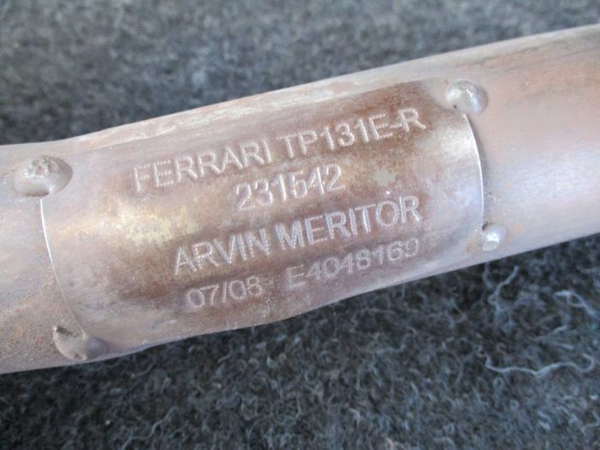 FERRARI TP131E-R
231542
ARVIN MERITOR
07/08 E4048169